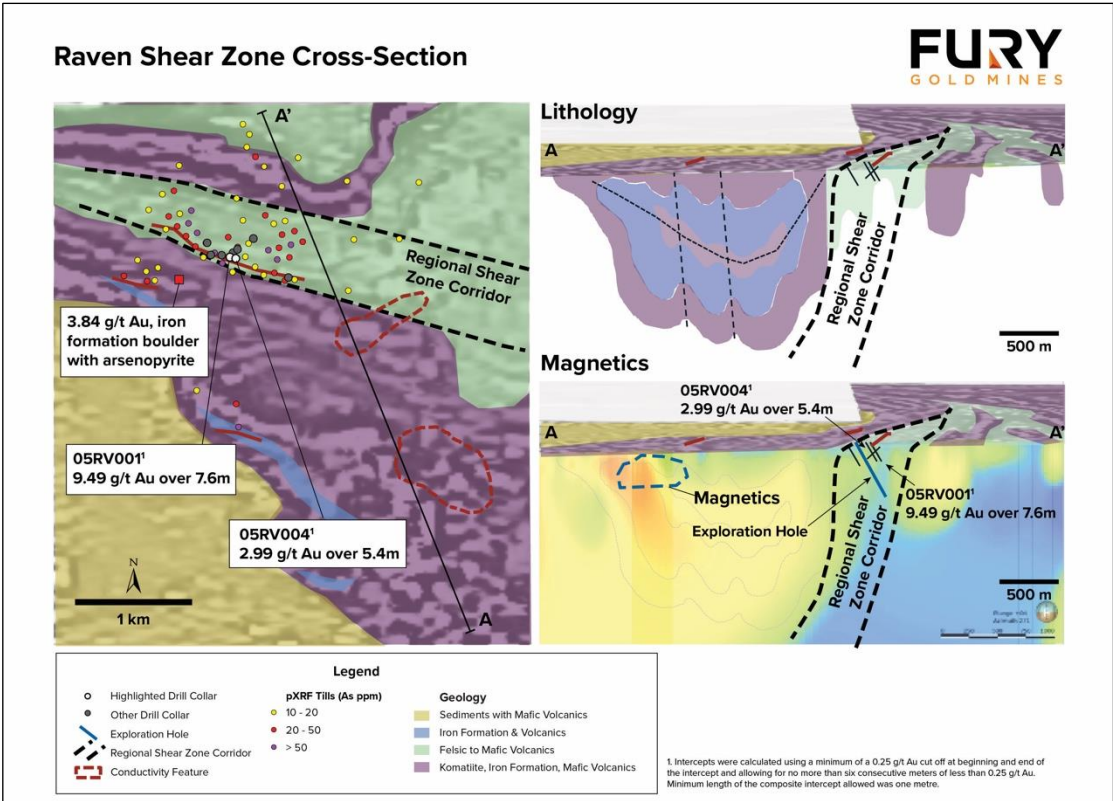 Raven Shear Zone Cross-Section
FURY
GOLD MINES
A'
Regional Shear
Zone Corridor
3.84 g/t Au, iron
formation boulder
with arsenopyrite
05RV001¹
9.49 g/t Au over 7.6m
05RV004¹
2.99 g/t Au over 5.4m
N
1 km
A
Lithology
A
A'
Regional Shear
Zone Corridor
500 m
Magnetics
05RV004¹
2.99 g/t Au over 5.4m
A
A'
Magnetics
Exploration Hole
05RV001¹
9.49 g/t Au over 7.6m
Regional Shear
Zone Corridor
500 m
Legend
Highlighted Drill Collar
Other Drill Collar
Exploration Hole
Regional Shear Zone Corridor
Conductivity Feature
pXRF Tills (As ppm)
10 - 20
20 - 50
> 50
Geology
Sediments with Mafic Volcanics
Iron Formation & Volcanics
Felsic to Mafic Volcanics
Komatiite, Iron Formation, Mafic Volcanics
1. Intercepts were calculated using a minimum of a 0.25 g/t Au cut off at beginning and end of
the intercept and allowing for no more than six consecutive meters of less than 0.25 g/t Au.
Minimum length of the composite intercept allowed was one metre.